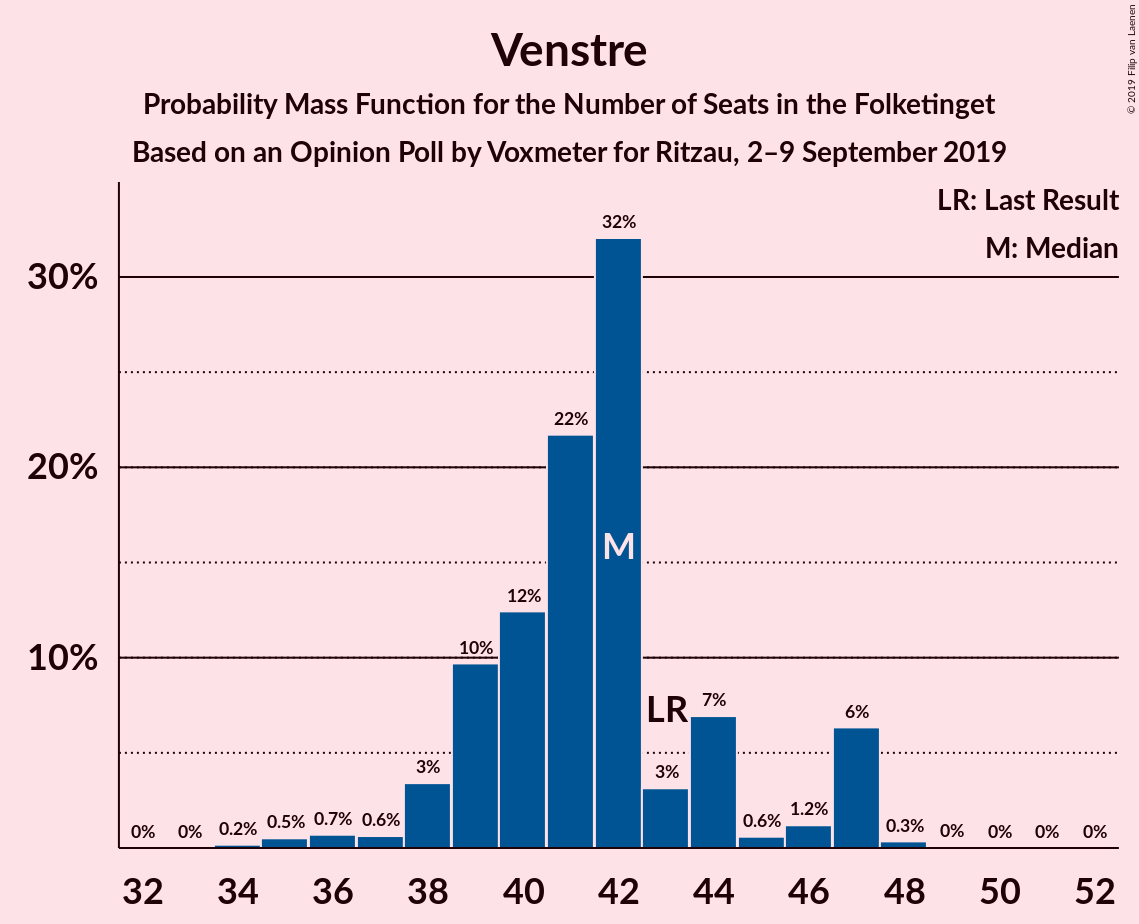 Venstre
Probability Mass Function for the Number of Seats in the Folketinget
Based on an Opinion Poll by Voxmeter for Ritzau, 2–9 September 2019
© 2019 Filip van Laenen
LR: Last Result
M: Median
30%
20%
10%
0%
0%
0.2%
0.5%
0.7%
0.6%
3%
10%
12%
22%
32%
M
LR
3%
7%
0.6%
1.2%
6%
0.3%
0%
0%
0%
0%
32 34 36 38 40 42 44 46 48 50 52